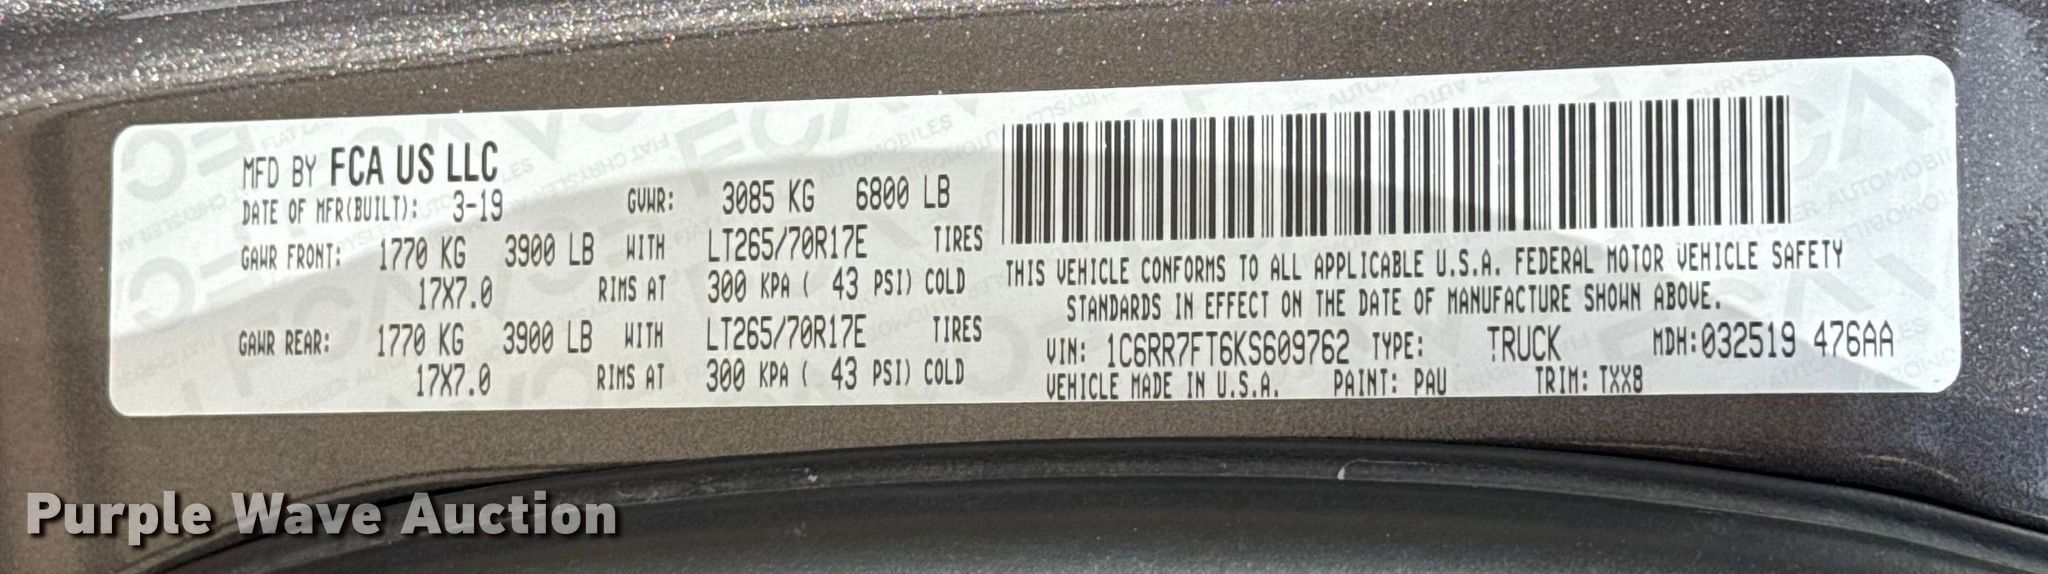 MFD BY FCA US LLC
DATE OF MFR(BUILT): 3-19 GVWR: 3085 KG 6800 LB
GAWR FRONT: 1770 KG 3900 LB WITH LT265/70R17E TIRES
17X7.0 RIMS AT 300 KPA ( 43 PSI) COLD
GAWR REAR: 1770 KG 3900 LB WITH LT265/70R17E TIRES
17X7.0 RIMS AT 300 KPA ( 43 PSI) COLD
THIS VEHICLE CONFORMS TO ALL APPLICABLE U.S.A. FEDERAL MOTOR VEHICLE SAFETY
STANDARDS IN EFFECT ON THE DATE OF MANUFACTURE SHOWN ABOVE.
VIN: 1C6RR7FT6KS609762 TYPE: TRUCK MDH:032519 476AA
VEHICLE MADE IN U.S.A. PAINT: PAU TRIM: TXX8
Purple Wave Auction